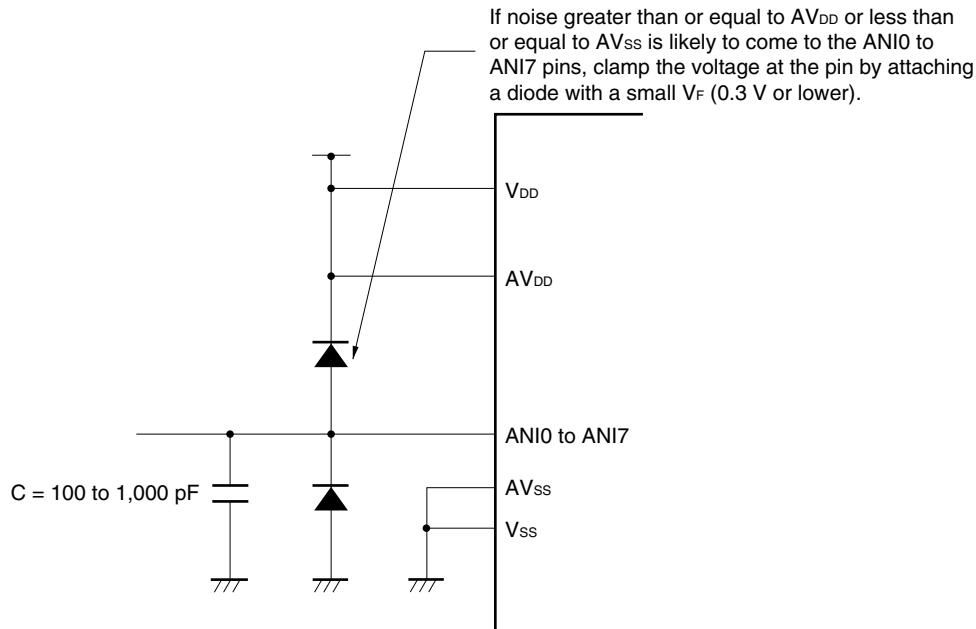 If noise greater than or equal to AVDD or less than
or equal to AVSS is likely to come to the ANI0 to
ANI7 pins, clamp the voltage at the pin by attaching
a diode with a small VF (0.3 V or lower).
VDD
AVDD
ANI0 to ANI7
C = 100 to 1,000 pF
AVSS
VSS